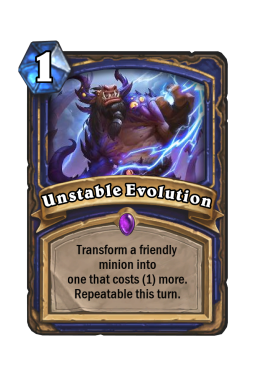 1
Unstable Evolution
Transform a friendly
minion into
one that costs (1) more.
Repeatable this turn.